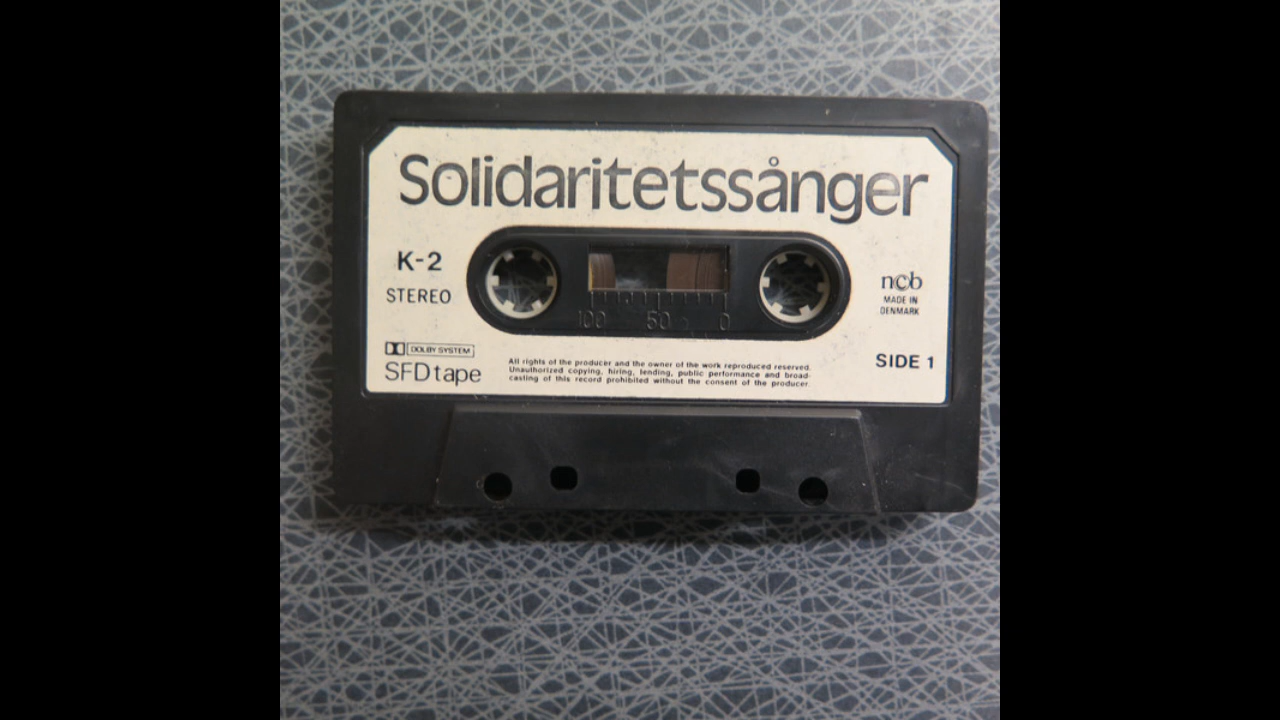 Solidaritetssånger
K-2
STEREO
ncb
MADE IN
DENMARK
100 50 0
DOLBY SYSTEM
SFD tape
All rights of the producer and the owner of the work reproduced reserved.
Unauthorized copying, hiring, lending, public performance and broad-
casting of this record prohibited without the consent of the producer.
SIDE 1